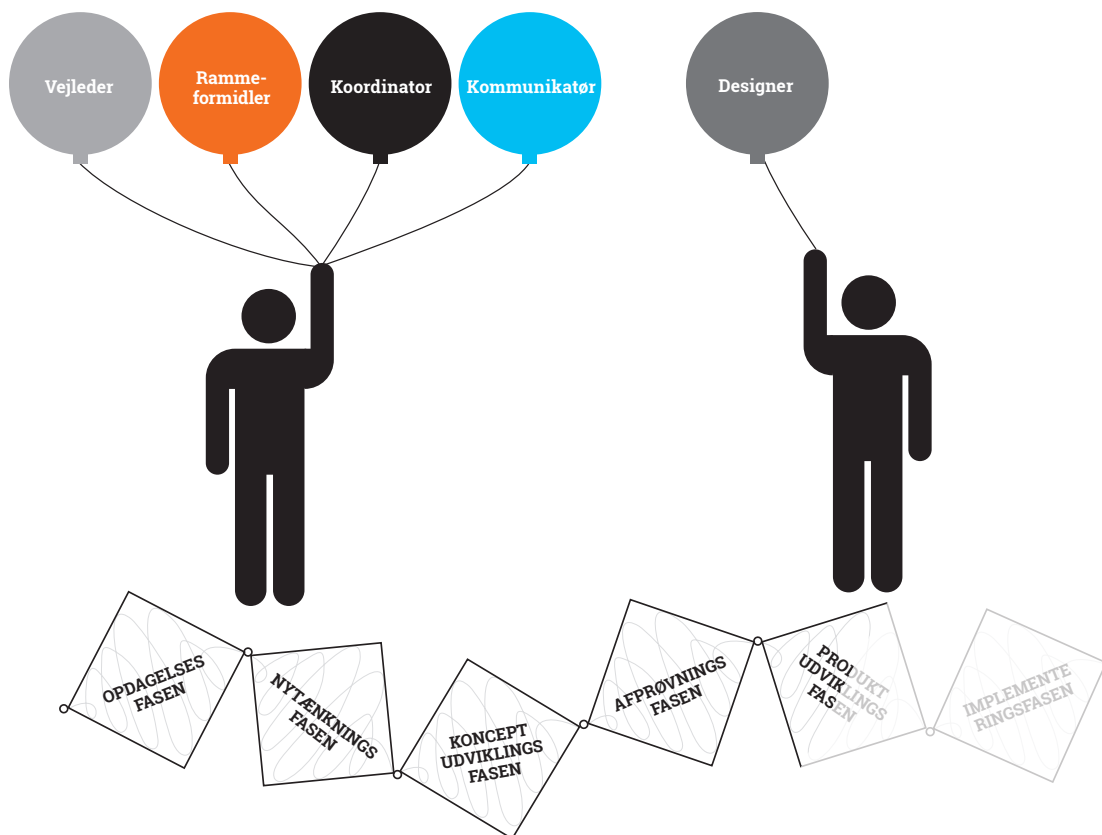 Vejleder
Ramme-
formidler
Koordinator
Kommunikatør
Designer
OPDAGELSES
FASEN
NYTÆNKNINGS
FASEN
KONCEPT
UDVIKLINGS
FASEN
AFPRØVNINGS
FASEN
PRODUKT
UDVIKLINGS
FASEN
IMPLEMENTE
RINGSFASEN